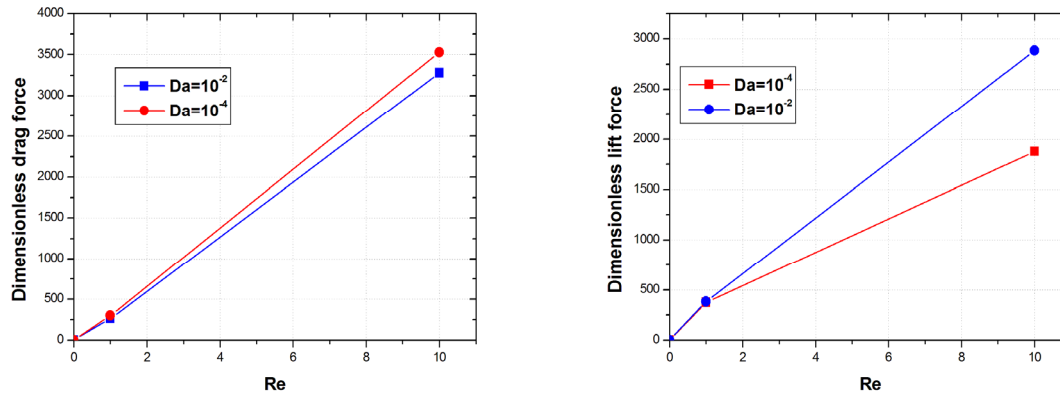 4000
3500
3000
2500
2000
1500
1000
500
0
Dimensionless drag force
Da=10⁻²
Da=10⁻⁴
0 2 4 6 8 10
Re
3000
2500
2000
1500
1000
500
0
Dimensionless lift force
Da=10⁻⁴
Da=10⁻²
0 2 4 6 8 10
Re